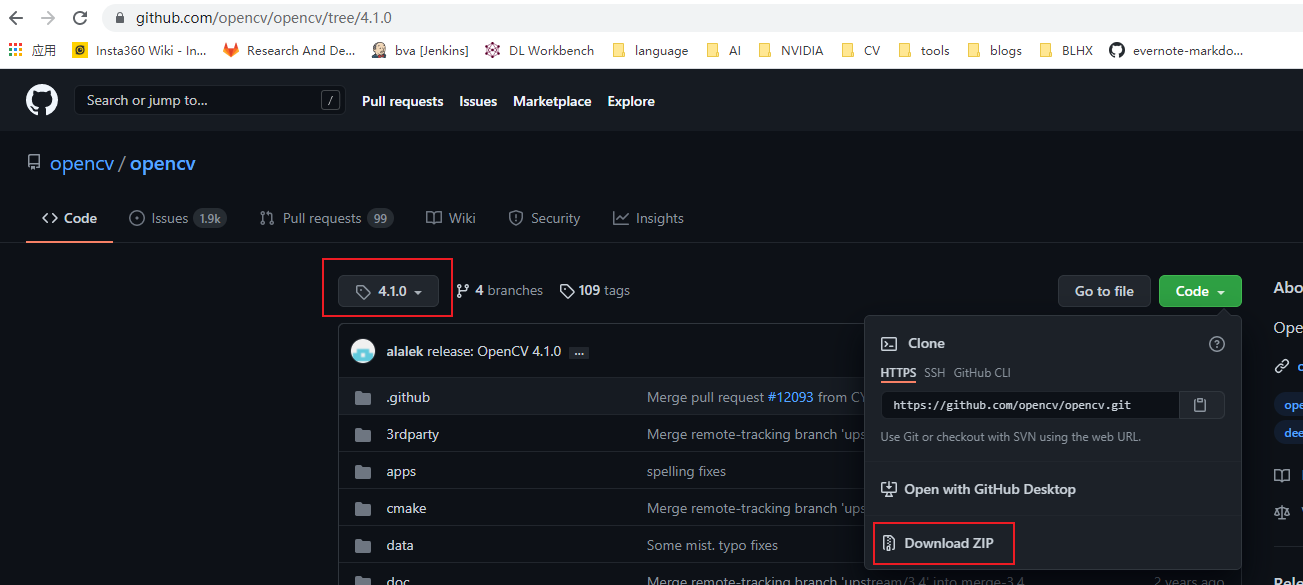 github.com/opencv/opencv/tree/4.1.0
应用 Insta360 Wiki - In... Research And De... bva [Jenkins] DL Workbench language AI NVIDIA CV tools blogs BLHX evernote-markdo...
Search or jump to... / Pull requests Issues Marketplace Explore
opencv / opencv
<> Code Issues 1.9k Pull requests 99 Wiki Security Insights
4.1.0 4 branches 109 tags Go to file Code Abo
alalek release: OpenCV 4.1.0 ...
Clone
Ope
HTTPS SSH GitHub CLI
.github Merge pull request #12093 from CV
https://github.com/opencv/opencv.git
ope
3rdparty Merge remote-tracking branch 'ups
Use Git or checkout with SVN using the web URL.
dee
apps spelling fixes
Open with GitHub Desktop
cmake Merge remote-tracking branch 'ups
data Some mist. typo fixes
Download ZIP
doc Merge remote-tracking branch 'upstream/3.4' into merge-3.4 2 years ago
Rele